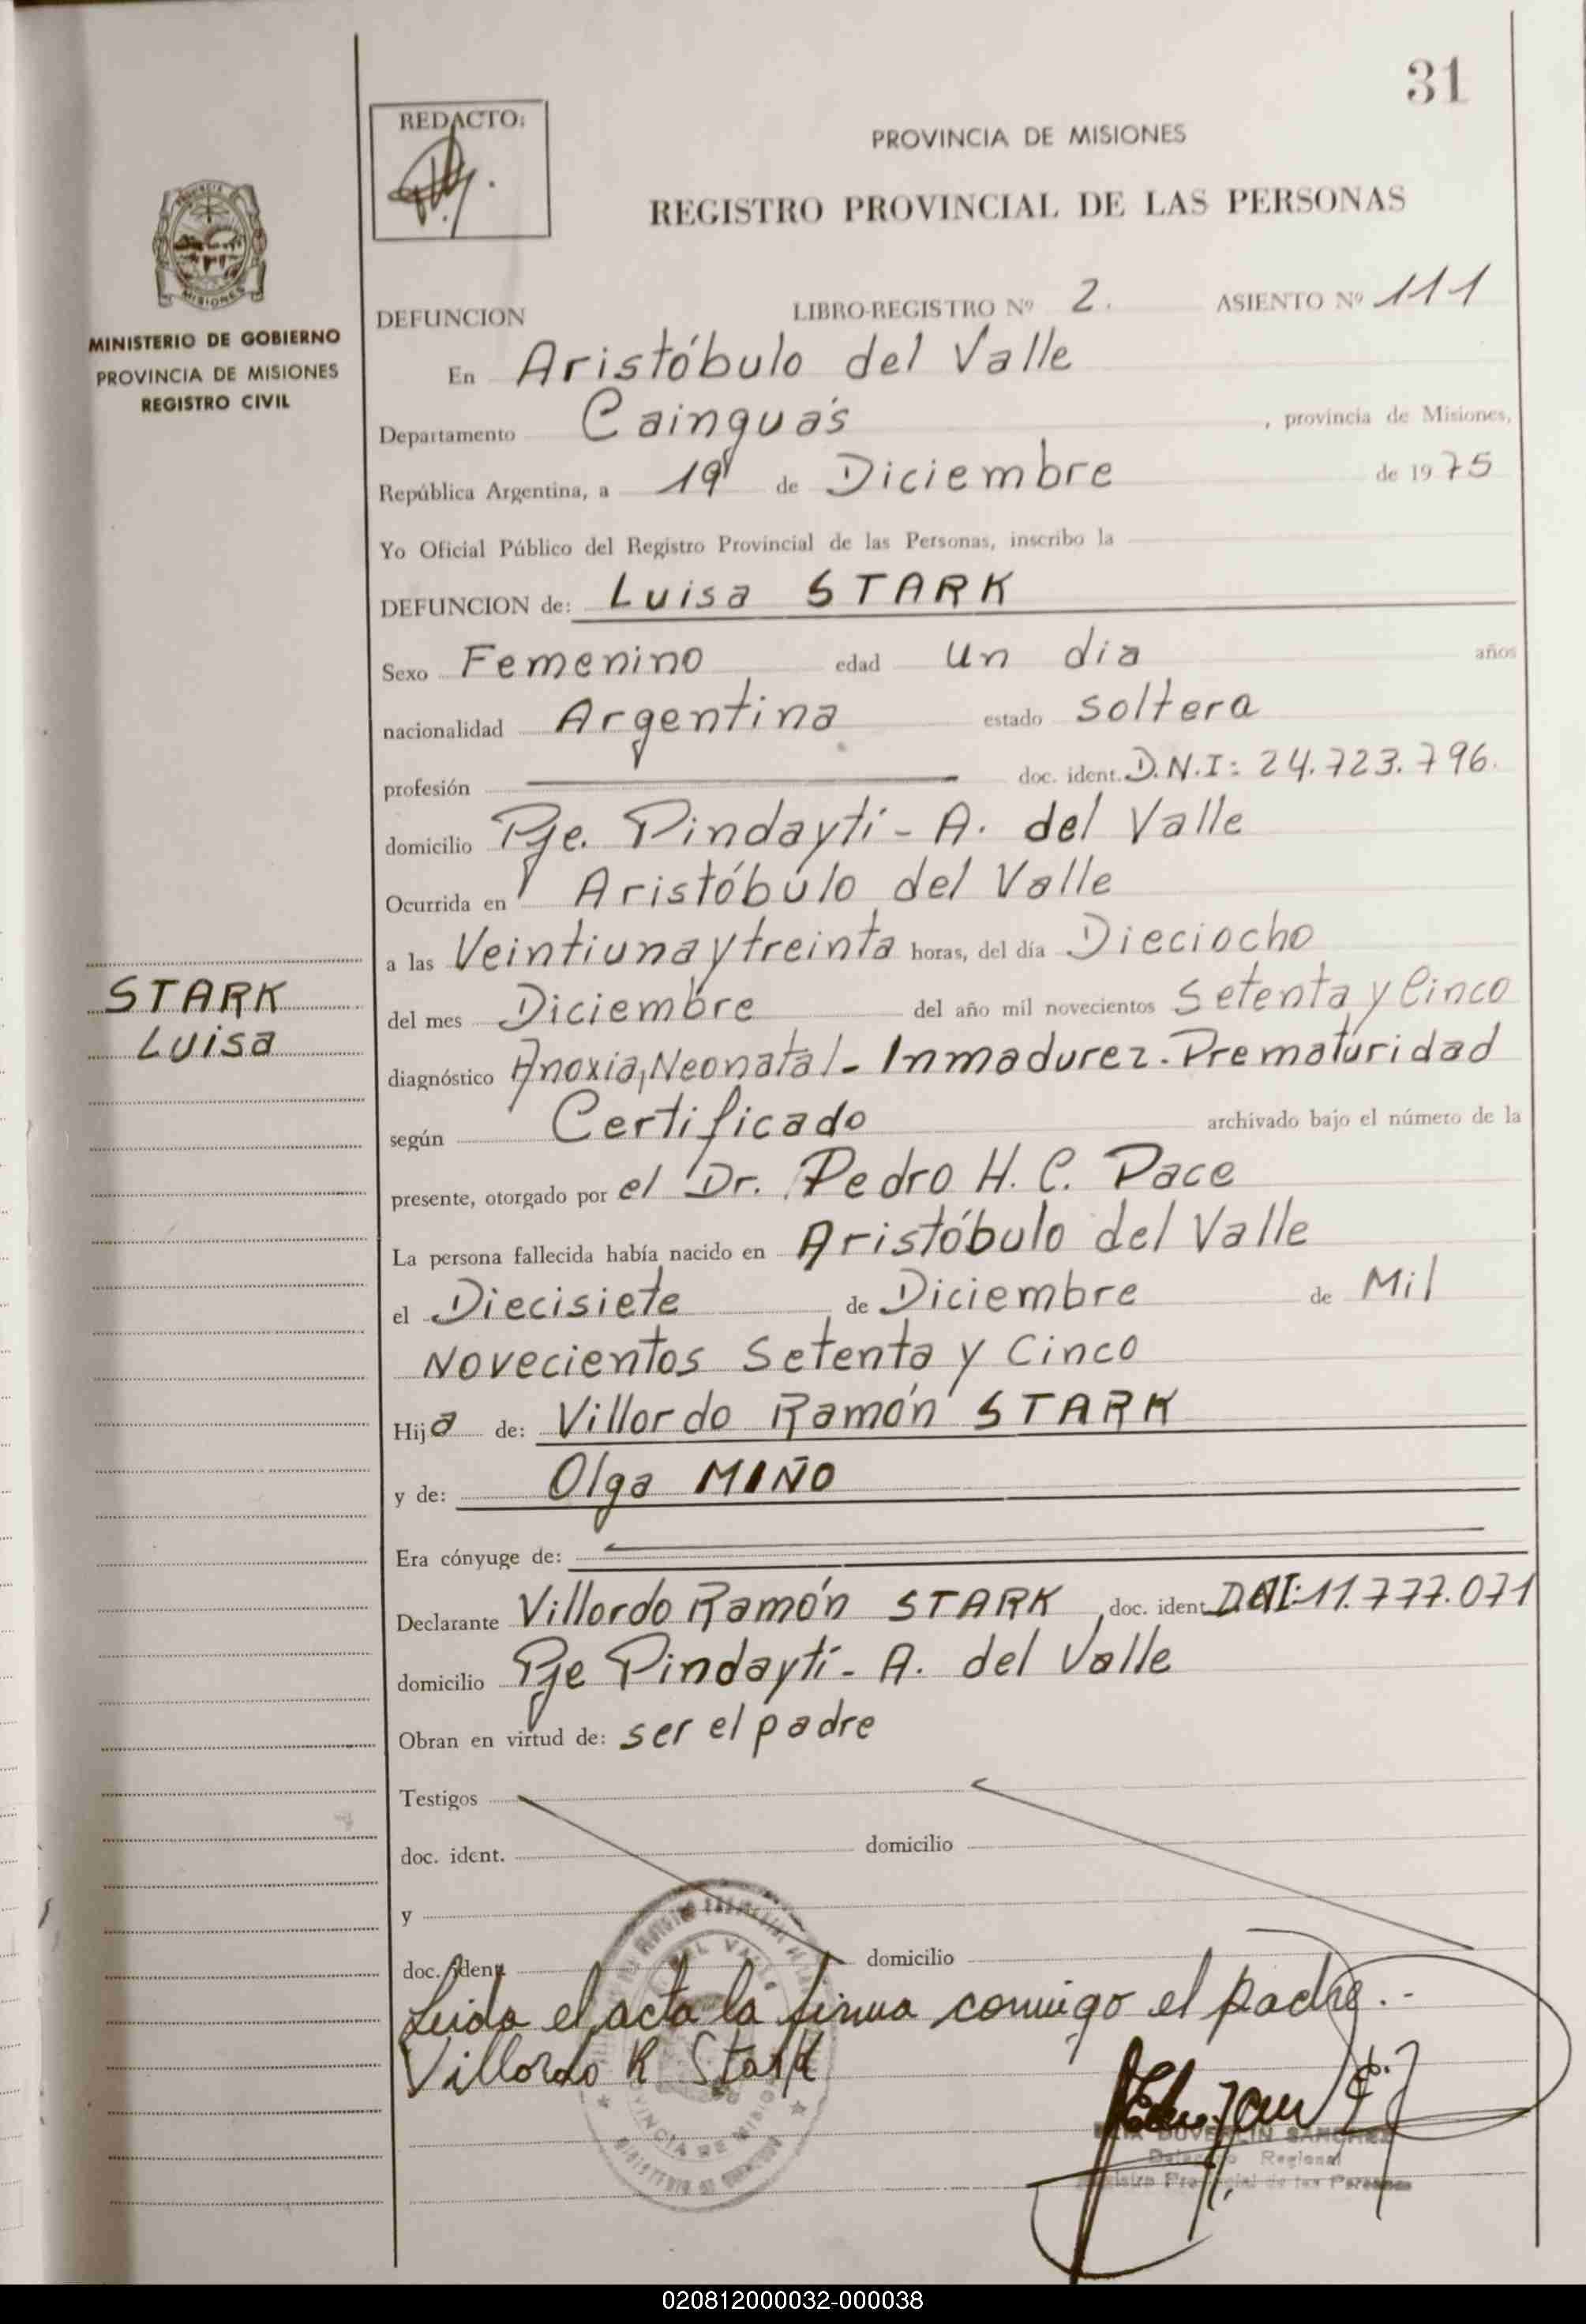 31
REDACTO:
PROVINCIA DE MISIONES
REGISTRO PROVINCIAL DE LAS PERSONAS
MISIONES
MINISTERIO DE GOBIERNO
PROVINCIA DE MISIONES
REGISTRO CIVIL
DEFUNCION LIBRO-REGISTRO Nº 2. ASIENTO Nº 111
En Aristóbulo del Valle
Departamento Cainguás, provincia de Misiones,
República Argentina, a 19 de Diciembre de 1975
Yo Oficial Público del Registro Provincial de las Personas, inscribo la
DEFUNCION de: Luisa STARK
Sexo Femenino edad un dia años
nacionalidad Argentina estado soltera
profesión doc. ident. D.N.I: 24.723.796.
domicilio Pje. Pindaytí - A. del Valle
Ocurrida en Aristóbulo del Valle
a las Veintiuna y treinta horas, del día Dieciocho
del mes Diciembre del año mil novecientos Setenta y Cinco
STARK
Luisa
diagnóstico Anoxia, Neonatal - Inmadurez - Prematuridad
según Certificado archivado bajo el número de la
presente, otorgado por el Dr. Pedro H. C. Pace
La persona fallecida había nacido en Aristóbulo del Valle
el Diecisiete de Diciembre de Mil
Novecientos Setenta y Cinco
Hija de: Villordo Ramón STARK
y de: Olga MIÑO
Era cónyuge de:
Declarante Villordo Ramón STARK, doc. ident. D.N.I: 11.777.071
domicilio Pje Pindaytí - A. del Valle
Obran en virtud de: ser el padre
Testigos
doc. ident. domicilio
y
doc. ident. domicilio
Leida el acta la firma conmigo el padre.-
Villordo R Stark
SANCHEZ
Regional
de las Personas
020812000032-000038